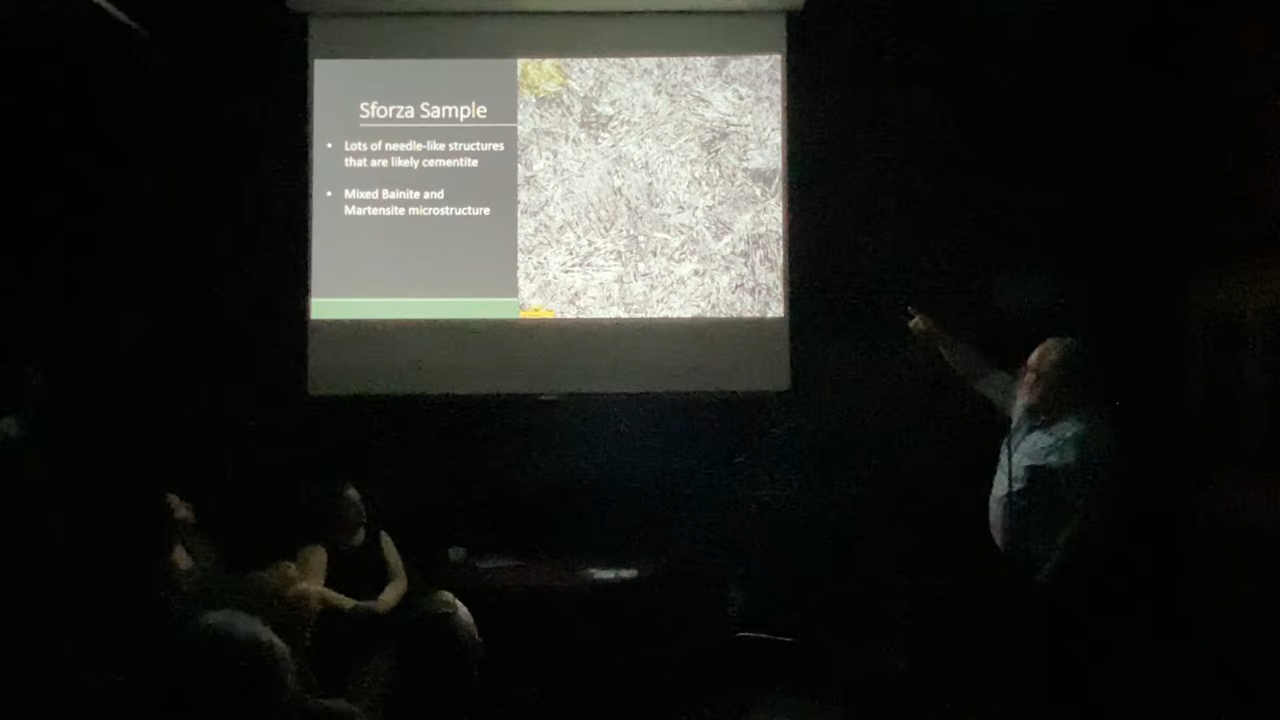 Sforza Sample
• Lots of needle-like structures
that are likely cementite
• Mixed Bainite and
Martensite microstructure